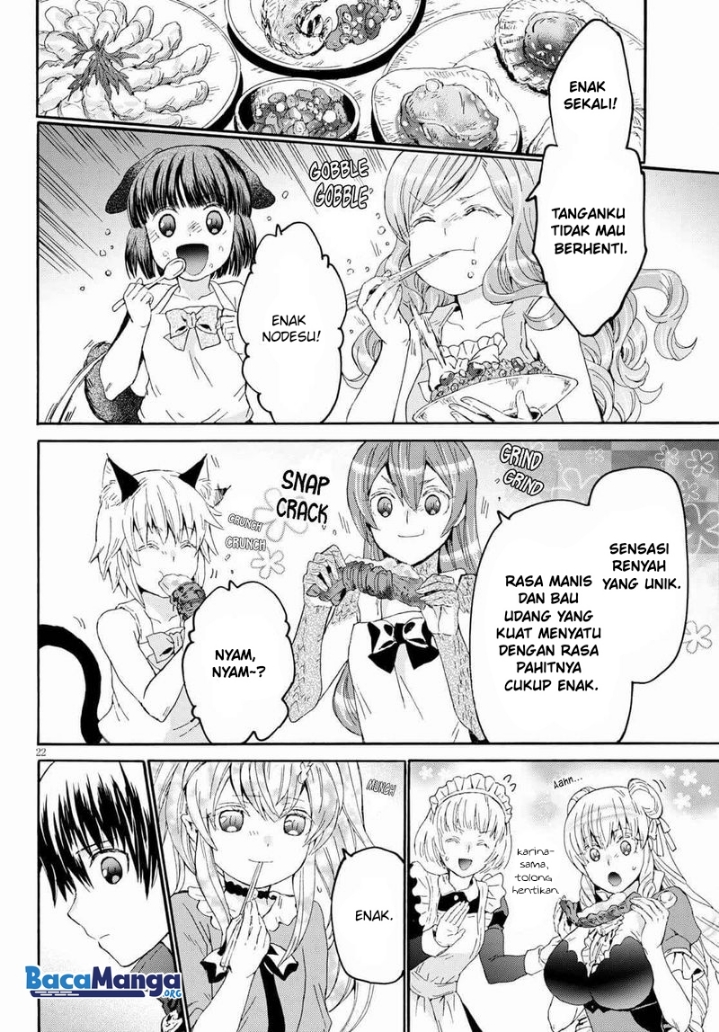 ENAK
SEKALI!
TANGANKU
TIDAK MAU
BERHENTI.
GOBBLE
GOBBLE
ENAK
NODESU!
GRIND
GRIND
SENSASI
RENYAH
YANG UNIK.
RASA MANIS
DAN BAU
UDANG YANG
KUAT MENYATU
DENGAN RASA
PAHITNYA
CUKUP ENAK.
SNAP
CRACK
CRUNCH
CRUNCH
NYAM,
NYAM~?
22
Aahn...
karina-
sama,
tolong
hentikan.
MUNCH
ENAK.
BacaManga
.ORG